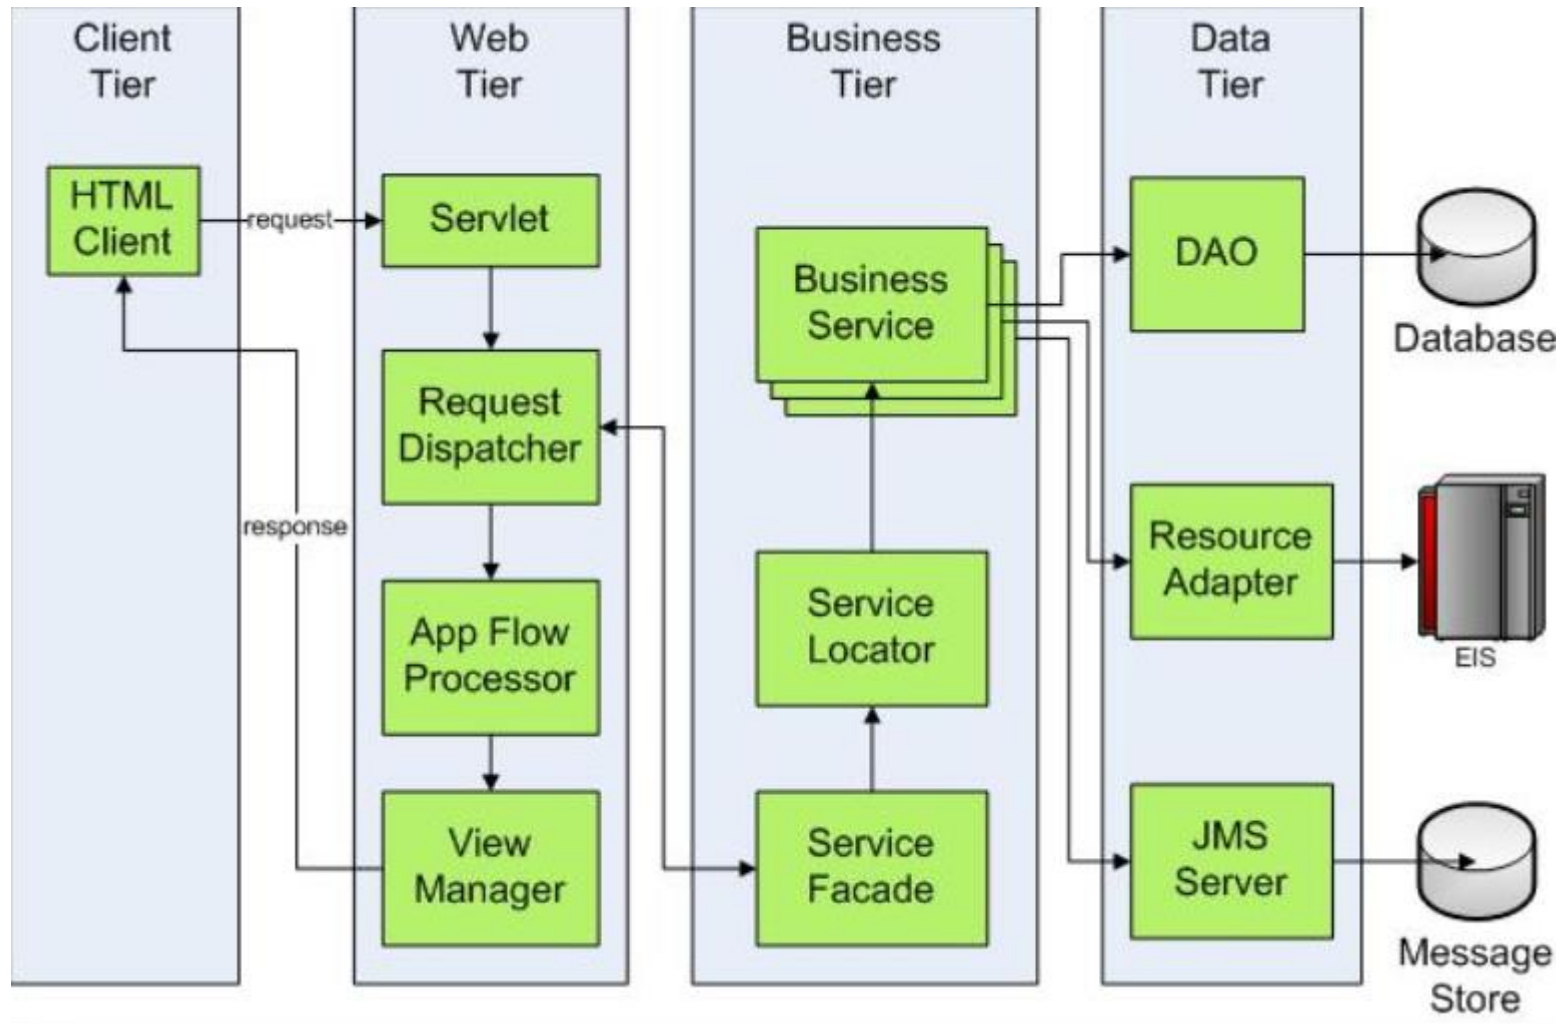 Client
Tier
Web
Tier
Business
Tier
Data
Tier
HTML
Client
request
Servlet
Request
Dispatcher
response
App Flow
Processor
View
Manager
Business
Service
Service
Locator
Service
Facade
DAO
Database
Resource
Adapter
EIS
JMS
Server
Message
Store